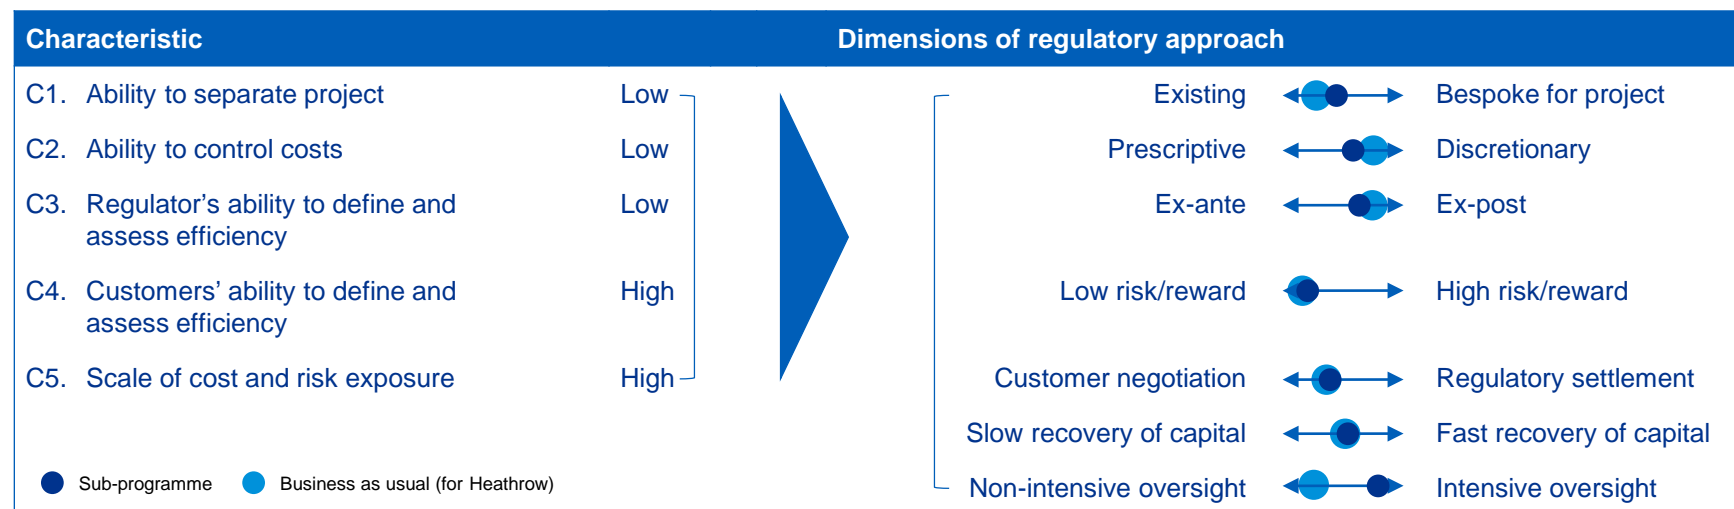 Characteristic Dimensions of regulatory approach
C1. Ability to separate project Low Existing Bespoke for project
C2. Ability to control costs Low Prescriptive Discretionary
C3. Regulator’s ability to define and Low Ex-ante Ex-post
assess efficiency
C4. Customers’ ability to define and High Low risk/reward High risk/reward
assess efficiency
C5. Scale of cost and risk exposure High Customer negotiation Regulatory settlement
Slow recovery of capital Fast recovery of capital
Sub-programme Business as usual (for Heathrow) Non-intensive oversight Intensive oversight